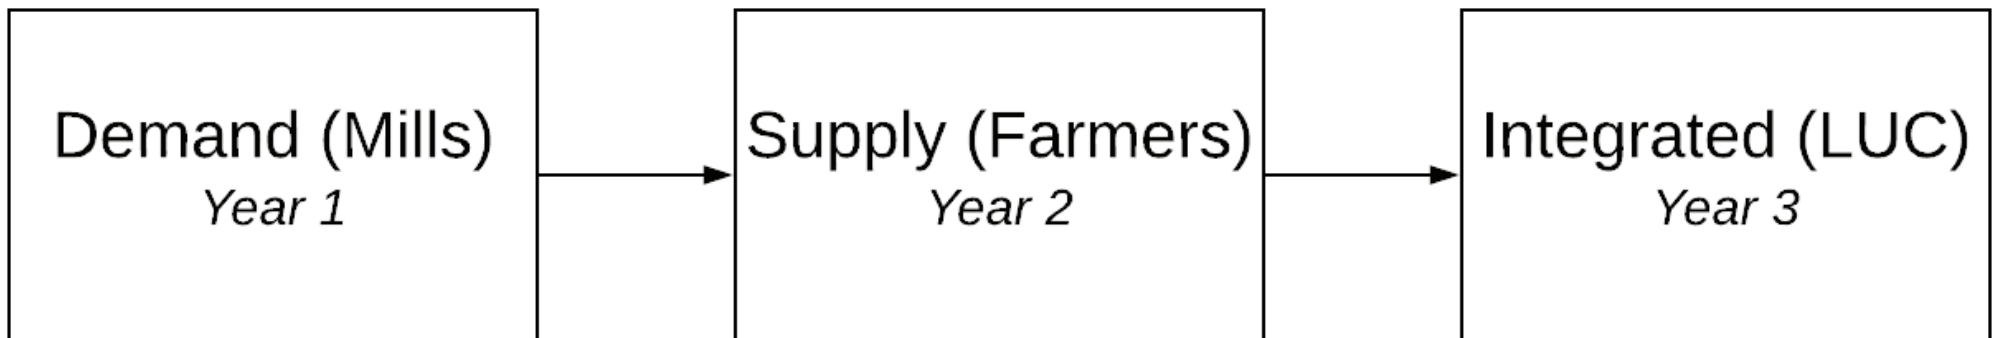 Demand (Mills)
Year 1
Supply (Farmers)
Year 2
Integrated (LUC)
Year 3